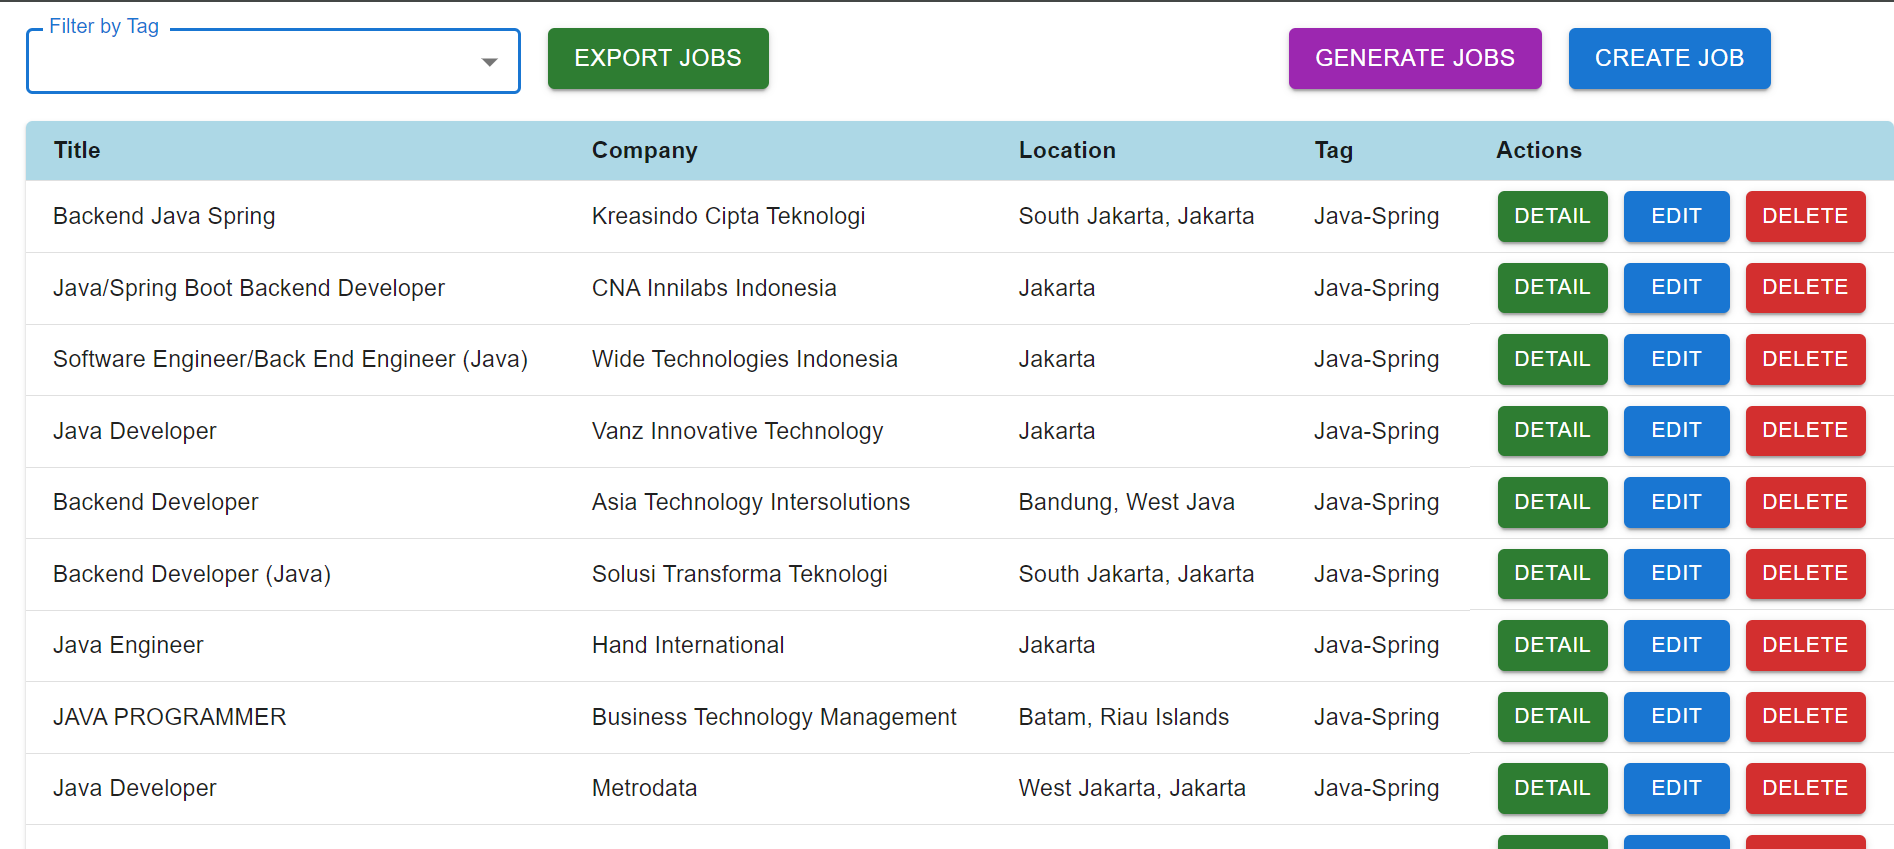 Filter by Tag
EXPORT JOBS GENERATE JOBS CREATE JOB
Title Company Location Tag Actions
Backend Java Spring Kreasindo Cipta Teknologi South Jakarta, Jakarta Java-Spring DETAIL EDIT DELETE
Java/Spring Boot Backend Developer CNA Innilabs Indonesia Jakarta Java-Spring DETAIL EDIT DELETE
Software Engineer/Back End Engineer (Java) Wide Technologies Indonesia Jakarta Java-Spring DETAIL EDIT DELETE
Java Developer Vanz Innovative Technology Jakarta Java-Spring DETAIL EDIT DELETE
Backend Developer Asia Technology Intersolutions Bandung, West Java Java-Spring DETAIL EDIT DELETE
Backend Developer (Java) Solusi Transforma Teknologi South Jakarta, Jakarta Java-Spring DETAIL EDIT DELETE
Java Engineer Hand International Jakarta Java-Spring DETAIL EDIT DELETE
JAVA PROGRAMMER Business Technology Management Batam, Riau Islands Java-Spring DETAIL EDIT DELETE
Java Developer Metrodata West Jakarta, Jakarta Java-Spring DETAIL EDIT DELETE